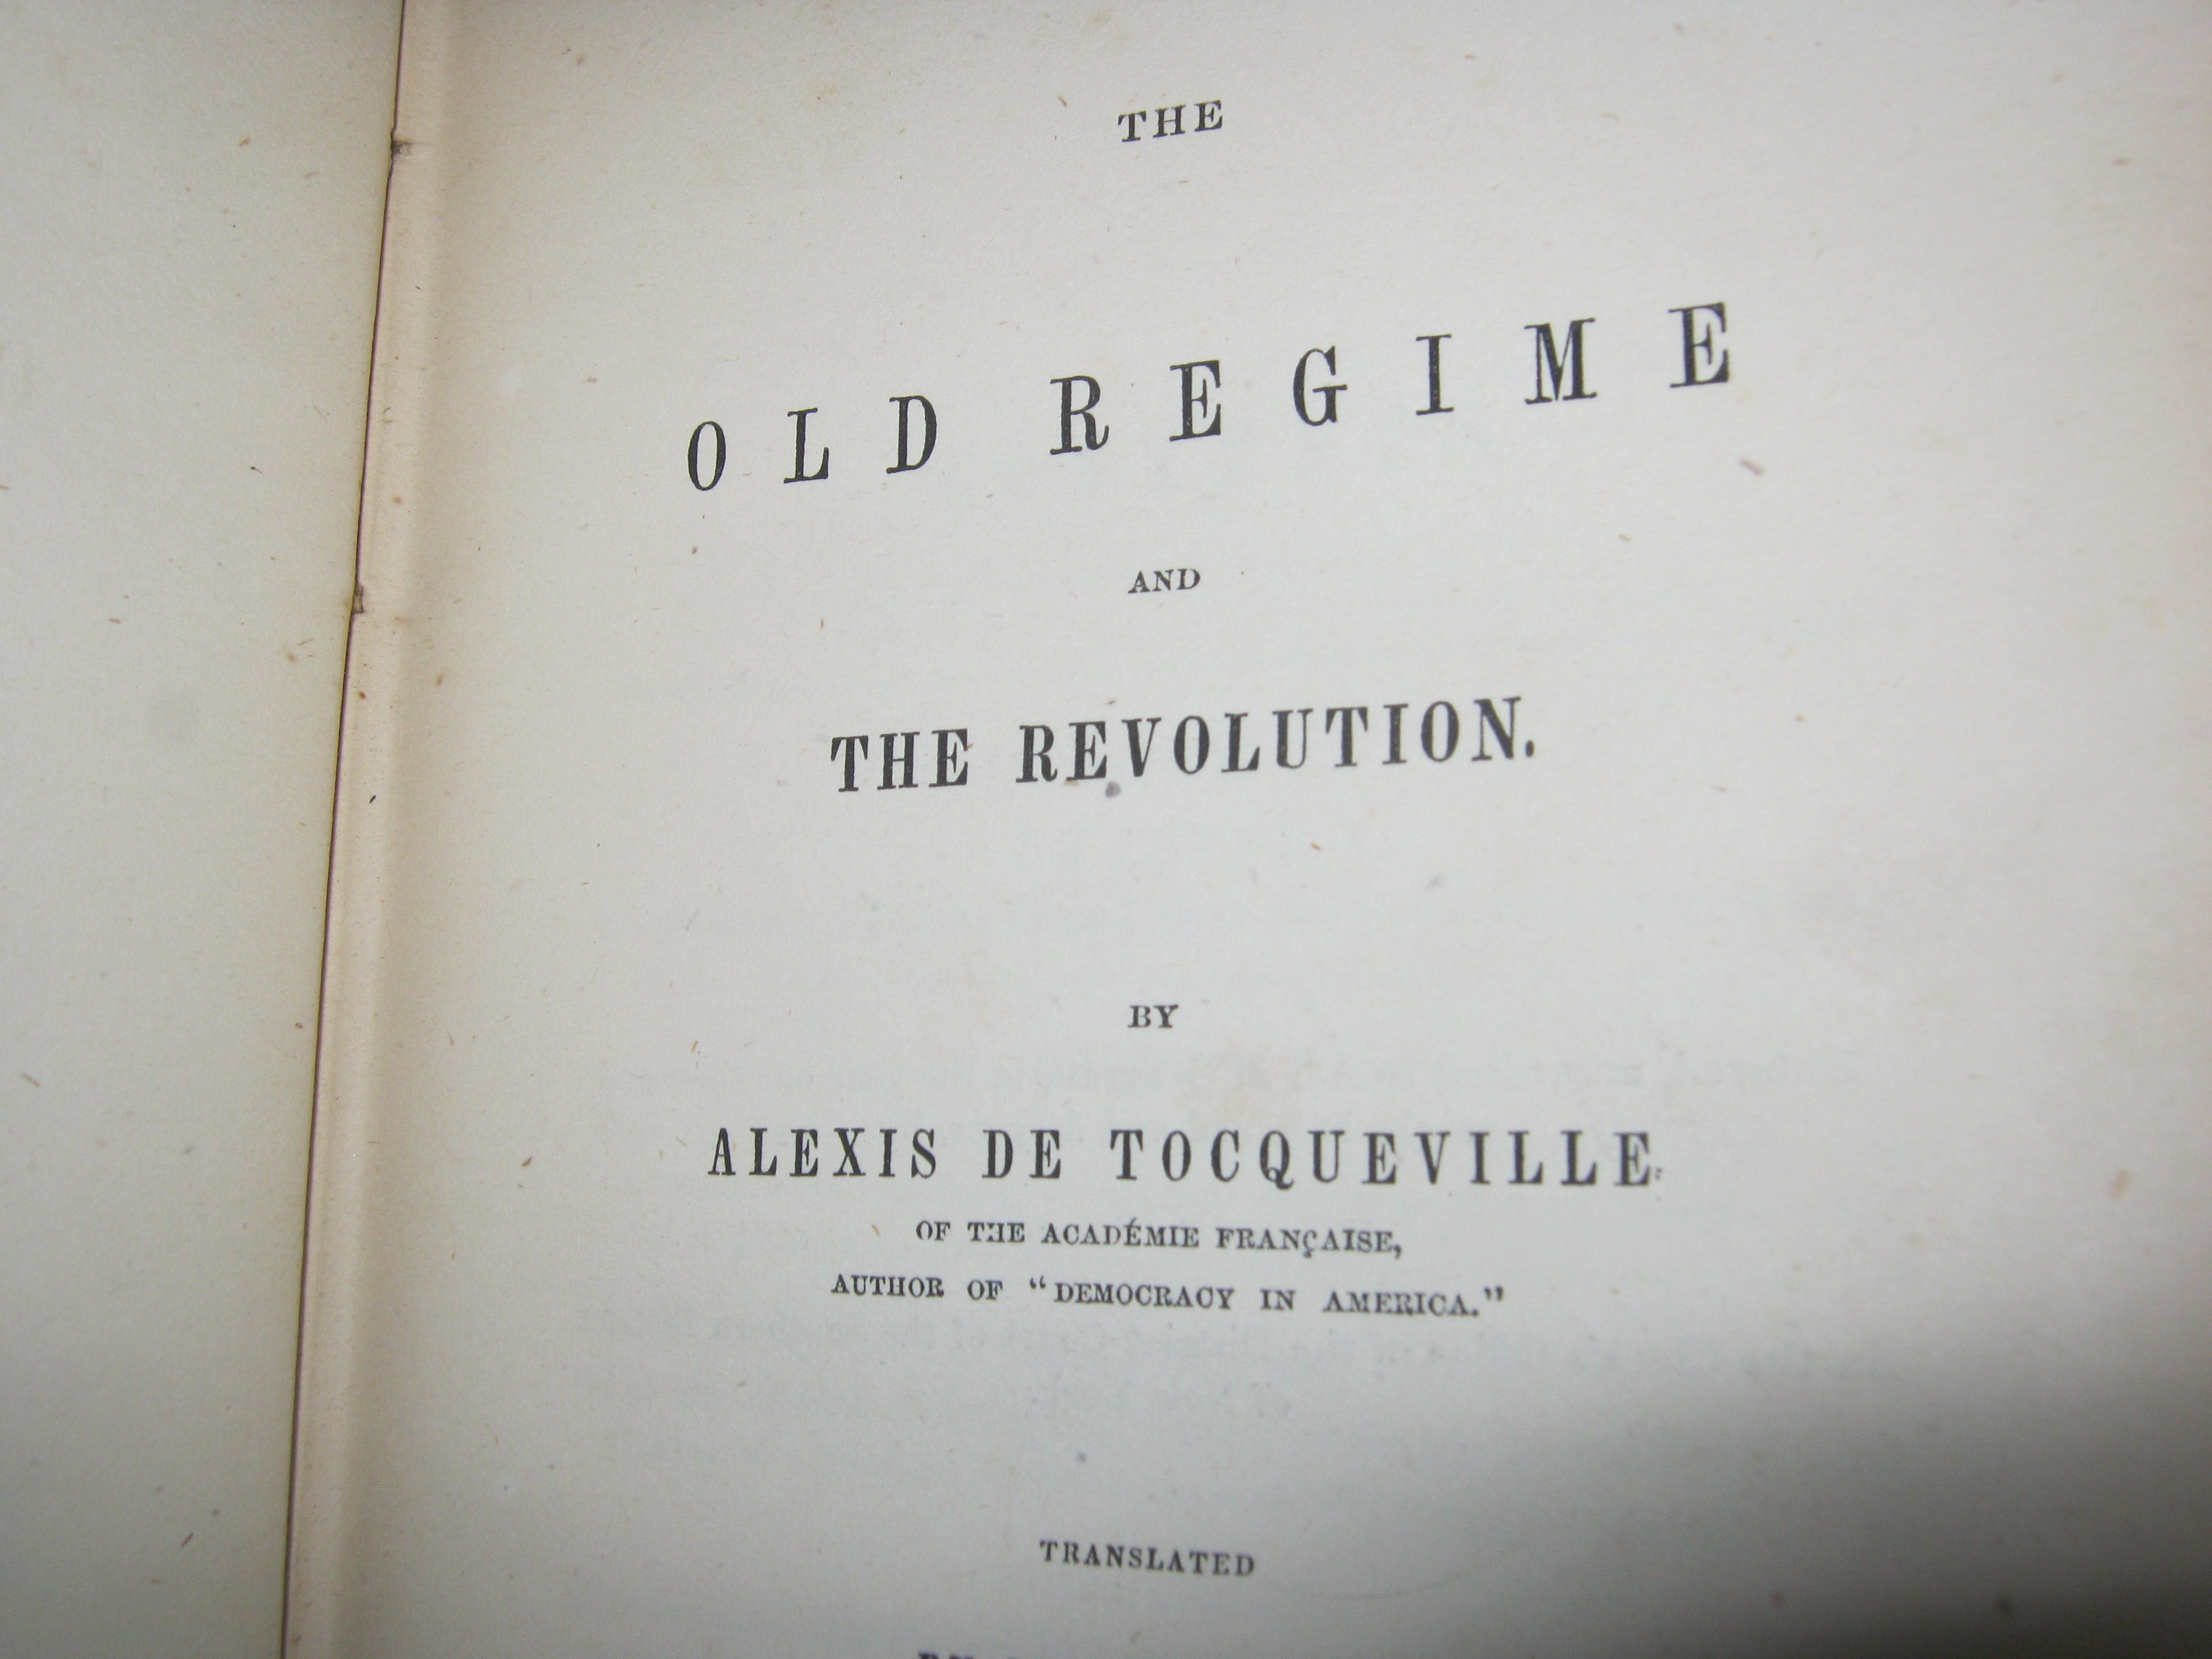 THE
OLD REGIME
AND
THE REVOLUTION.
BY
ALEXIS DE TOCQUEVILLE.
OF THE ACADÉMIE FRANÇAISE,
AUTHOR OF "DEMOCRACY IN AMERICA."
TRANSLATED